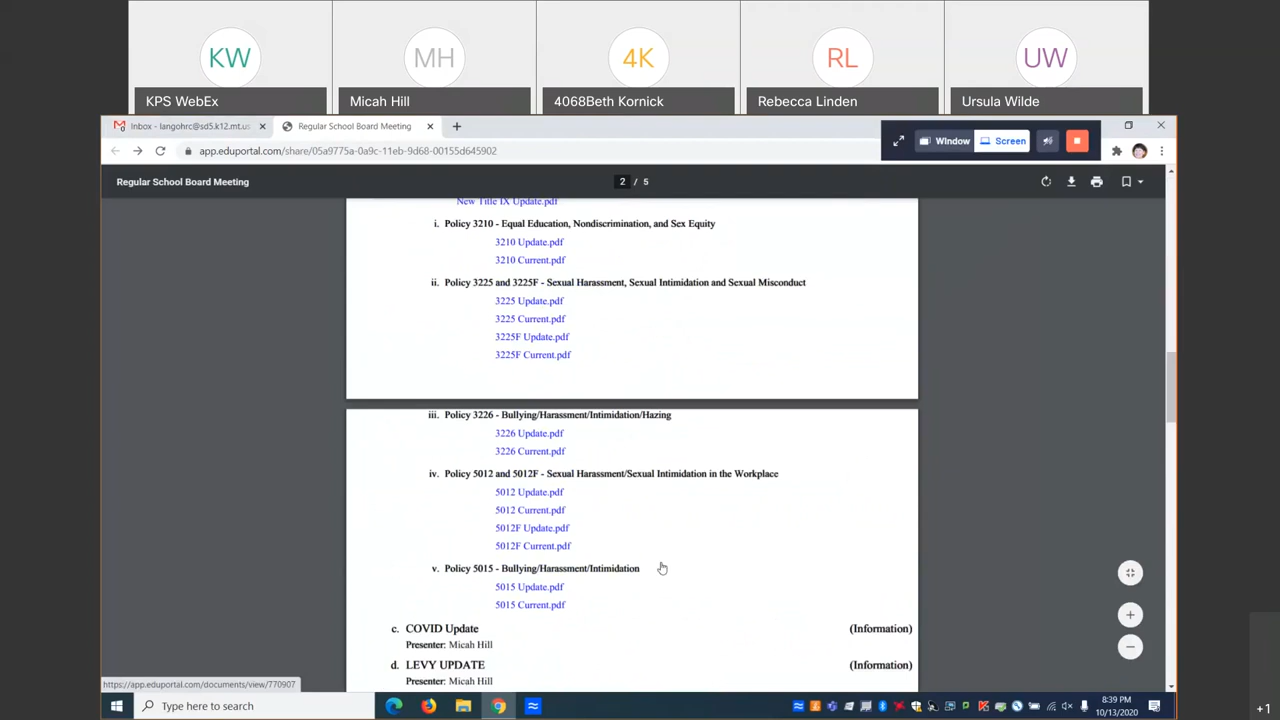 KW
MH
4K
RL
UW
KPS WebEx
Micah Hill
4068Beth Kornick
Rebecca Linden
Ursula Wilde
Inbox - langohrc@sd5.k12.mt.us
Regular School Board Meeting
Window
Screen
app.eduportal.com/share/05a9775a-0a9c-11eb-9d68-00155d645902
Regular School Board Meeting
2 / 5
New Title IX Update.pdf
i. Policy 3210 - Equal Education, Nondiscrimination, and Sex Equity
3210 Update.pdf
3210 Current.pdf
ii. Policy 3225 and 3225F - Sexual Harassment, Sexual Intimidation and Sexual Misconduct
3225 Update.pdf
3225 Current.pdf
3225F Update.pdf
3225F Current.pdf
iii. Policy 3226 - Bullying/Harassment/Intimidation/Hazing
3226 Update.pdf
3226 Current.pdf
iv. Policy 5012 and 5012F - Sexual Harassment/Sexual Intimidation in the Workplace
5012 Update.pdf
5012 Current.pdf
5012F Update.pdf
5012F Current.pdf
v. Policy 5015 - Bullying/Harassment/Intimidation
5015 Update.pdf
5015 Current.pdf
c. COVID Update (Information)
Presenter: Micah Hill
d. LEVY UPDATE (Information)
Presenter: Micah Hill
https://app.eduportal.com/documents/view/770907
Type here to search
8:39 PM
10/13/2020
+1